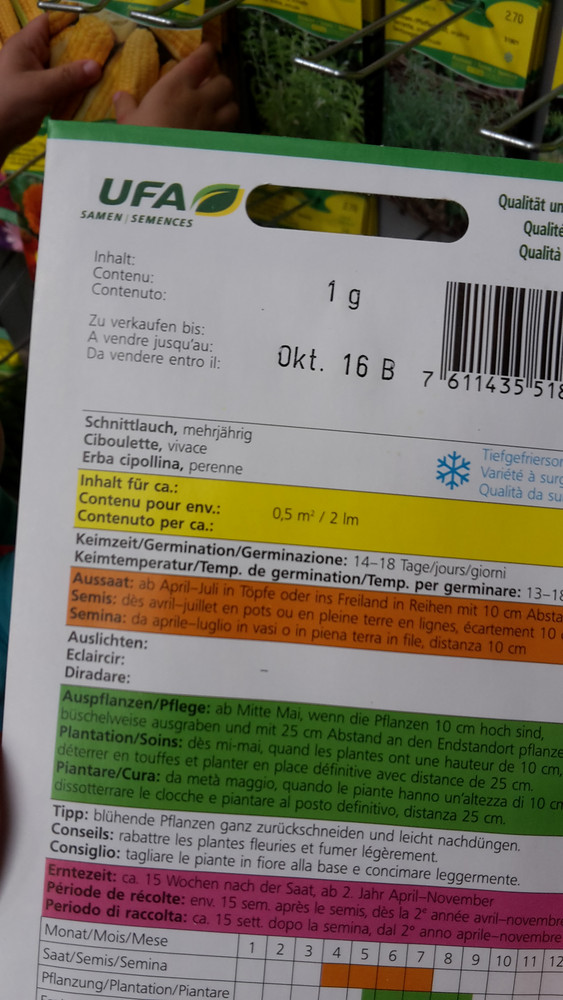 2.70
UFA
SAMEN | SEMENCES
Qualität
Qualité
Qualità
Inhalt:
Contenu:
Contenuto:
1 g
Zu verkaufen bis:
A vendre jusqu'au:
Da vendere entro il:
Okt. 16 B
7 611435 518
Schnittlauch, mehrjährig
Ciboulette, vivace
Erba cipollina, perenne
Variété à
Qualità da
Inhalt für ca.:
Contenu pour env.:
Contenuto per ca.:
0,5 m² / 2 lm
Keimzeit/Germination/Germinazione: 14–18 Tage/jours/giorni
Keimtemperatur/Temp. de germination/Temp. per germinare: 13–18
Aussaat: ab April–Juli in Töpfe oder ins Freiland in Reihen mit 10 cm
Semis: dès avril–juillet en pots ou en pleine terre en lignes, écartement 10
Semina: da aprile–luglio in vasi o in piena terra in file, distanza 10 cm
Auslichten:
Eclaircir:
Diradare:
–
Auspflanzen/Pflege: ab Mitte Mai, wenn die Pflanzen 10 cm hoch sind,
büschelweise ausgraben und mit 25 cm Abstand an den Endstandort
Plantation/Soins: dès mi-mai, quand les plantes ont une hauteur de 10 cm,
déterrer en touffes et planter en place définitive avec distance de 25 cm.
Piantare/Cura: da metà maggio, quando le piante hanno un'altezza di 10 cm
dissotterrare le clocche e piantare al posto definitivo, distanza 25 cm.
Tipp: blühende Pflanzen ganz zurückschneiden und leicht nachdüngen.
Conseils: rabattre les plantes fleuries et fumer légèrement.
Consiglio: tagliare le piante in fiore alla base e concimare leggermente.
Erntezeit: ca. 15 Wochen nach der Saat, ab 2. Jahr April–November
Période de récolte: env. 15 sem. après le semis, dès la 2e année avril–novembre
Periodo di raccolta: ca. 15 sett. dopo la semina, dal 2° anno aprile–novembre
Monat/Mois/Mese 1 2 3 4 5 6 7 8 9 10 11 12
Saat/Semis/Semina
Pflanzung/Plantation/Piantare